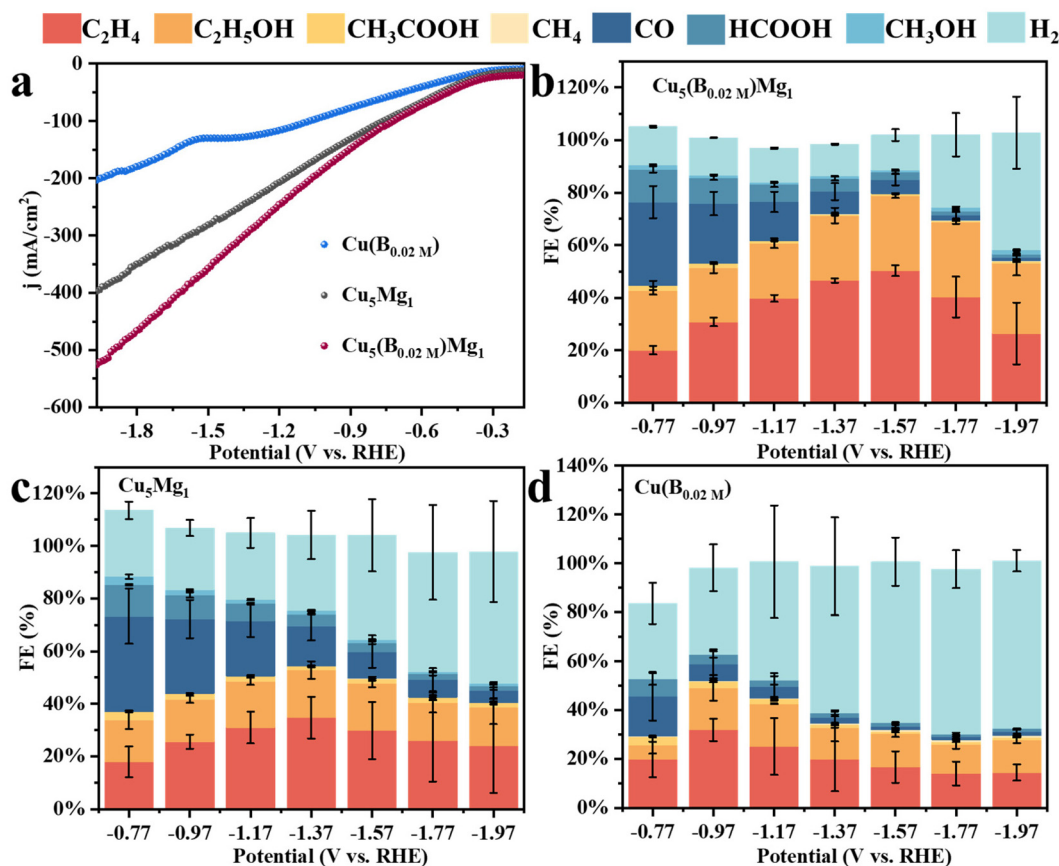 C₂H₄ C₂H₅OH CH₃COOH CH₄ CO HCOOH CH₃OH H₂
a
0
-100
-200
-300
-400
-500
-600
j (mA/cm²)
Cu(B₀.₀₂ M)
Cu₅Mg₁
Cu₅(B₀.₀₂ M)Mg₁
-1.8 -1.5 -1.2 -0.9 -0.6 -0.3
Potential (V vs. RHE)
b
Cu₅(B₀.₀₂ M)Mg₁
120%
100%
80%
60%
40%
20%
0%
FE (%)
-0.77 -0.97 -1.17 -1.37 -1.57 -1.77 -1.97
Potential (V vs. RHE)
c
Cu₅Mg₁
120%
100%
80%
60%
40%
20%
0%
FE (%)
-0.77 -0.97 -1.17 -1.37 -1.57 -1.77 -1.97
Potential (V vs. RHE)
d
Cu(B₀.₀₂ M)
140%
120%
100%
80%
60%
40%
20%
0%
FE (%)
-0.77 -0.97 -1.17 -1.37 -1.57 -1.77 -1.97
Potential (V vs. RHE)